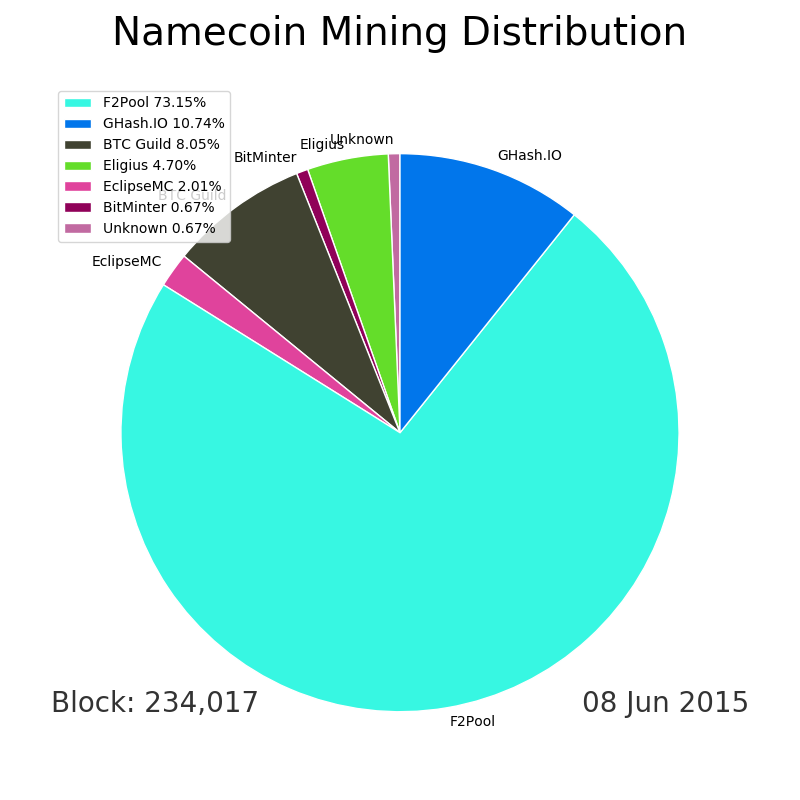 Namecoin Mining Distribution
F2Pool 73.15%
GHash.IO 10.74%
BTC Guild 8.05%
Eligius 4.70%
EclipseMC 2.01%
BitMinter 0.67%
Unknown 0.67%
Unknown
Eligius
BitMinter
GHash.IO
BTC Guild
EclipseMC
F2Pool
Block: 234,017
08 Jun 2015